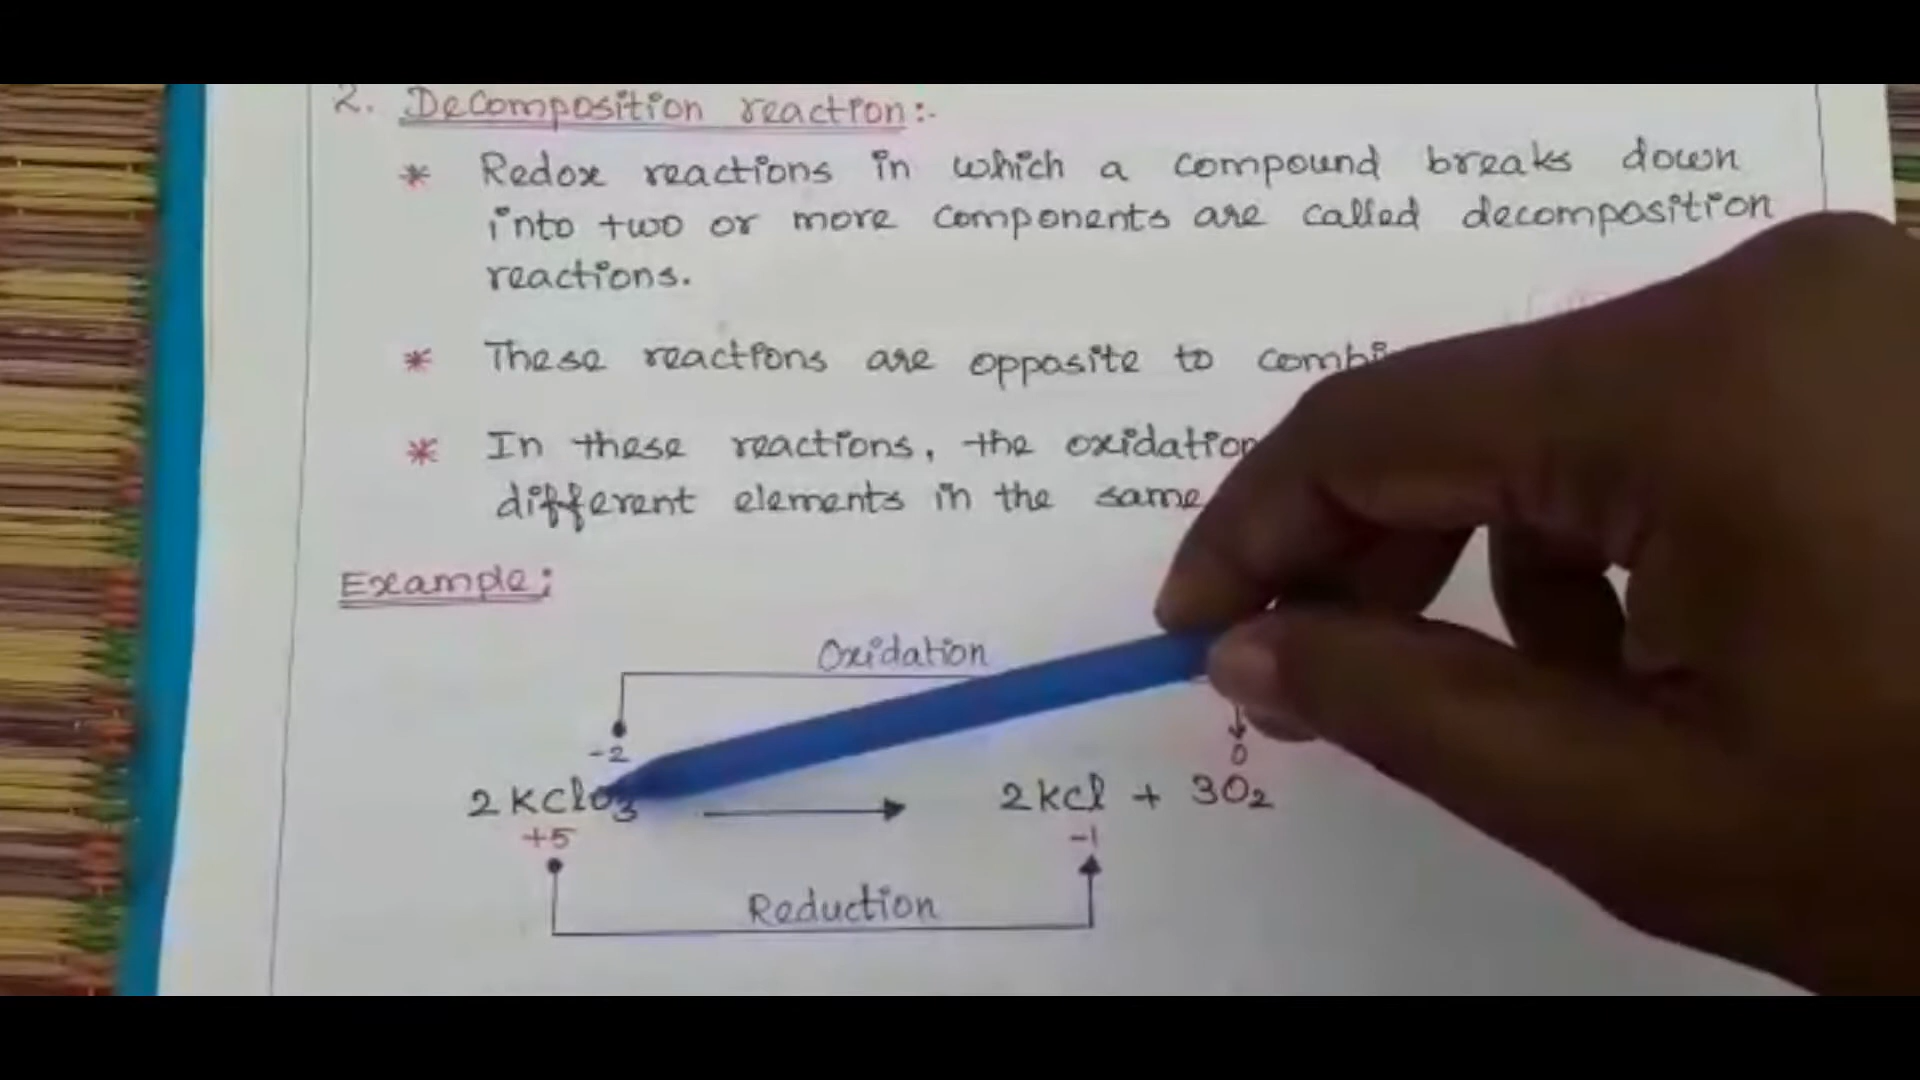 2. Decomposition reaction:-
* Redox reactions in which a compound breaks down
into two or more components are called decomposition
reactions.
* These reactions are opposite to
* In these reactions, the oxidation
different elements in the same
Example:
Oxidation
-2 0
2KClO3 → 2KCl + 3O2
+5 -1
Reduction